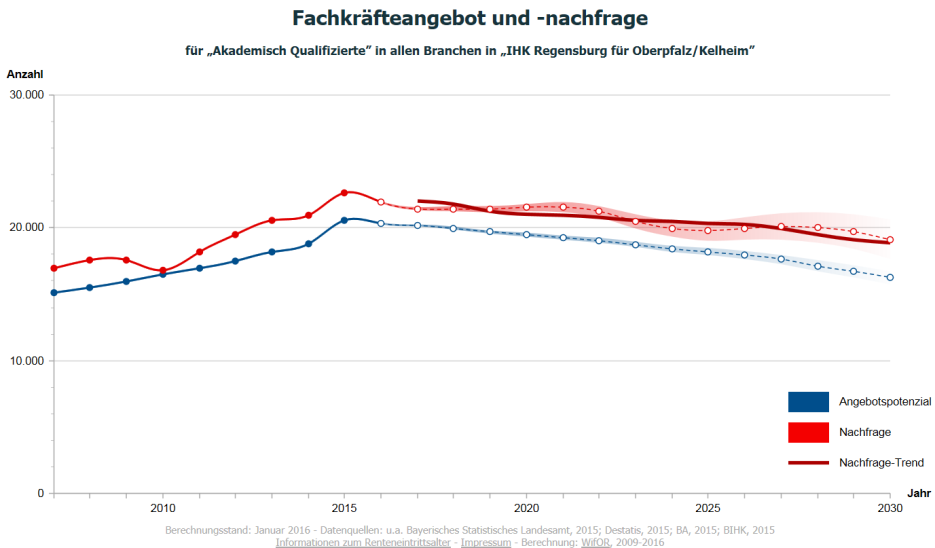 Fachkräfteangebot und -nachfrage
für „Akademisch Qualifizierte” in allen Branchen in „IHK Regensburg für Oberpfalz/Kelheim”
Anzahl
30.000
20.000
10.000
0
Angebotspotenzial
Nachfrage
Nachfrage-Trend
Jahr
2010 2015 2020 2025 2030
Berechnungsstand: Januar 2016 - Datenquellen: u.a. Bayerisches Statistisches Landesamt, 2015; Destatis, 2015; BA, 2015; BIHK, 2015
Informationen zum Renteneintrittsalter - Impressum - Berechnung: WifOR, 2009-2016